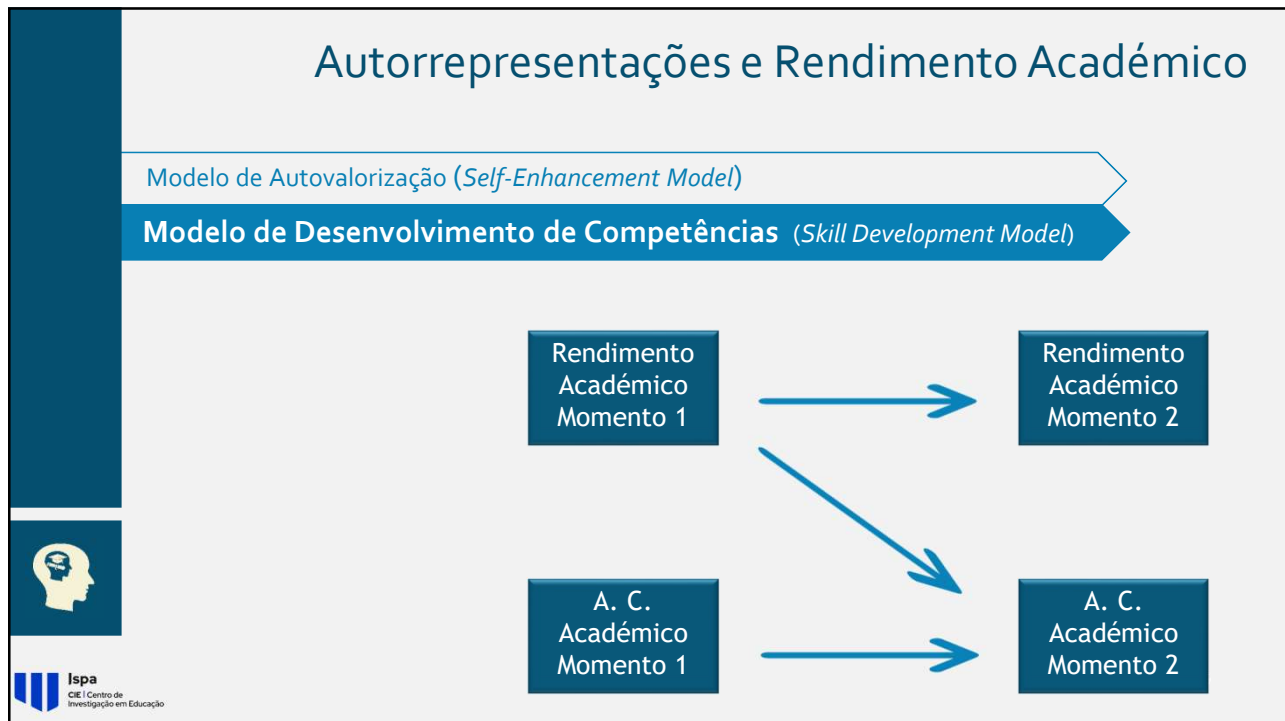 Autorrepresentações e Rendimento Académico
Modelo de Autovalorização (Self-Enhancement Model)
Modelo de Desenvolvimento de Competências (Skill Development Model)
Rendimento
Académico
Momento 1
Rendimento
Académico
Momento 2
A. C.
Académico
Momento 1
A. C.
Académico
Momento 2
Ispa
CIE | Centro de
Investigação em Educação